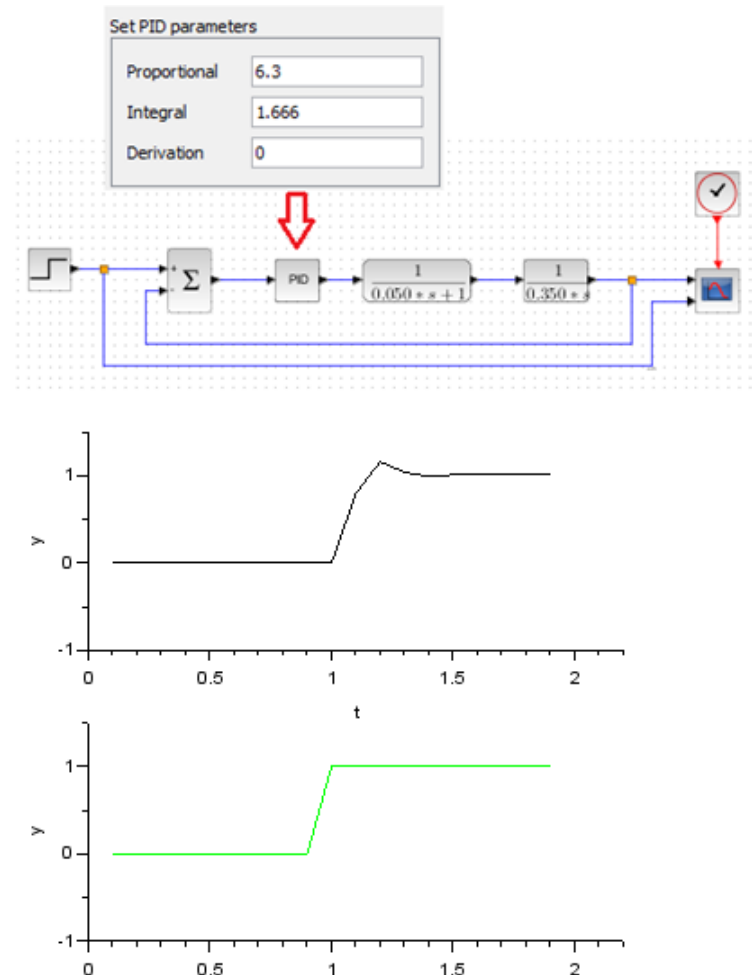 Set PID parameters
Proportional 6.3
Integral 1.666
Derivation 0
+
-
Σ
PID
1
0.050 * s + 1
1
0.350 * s
y
1
0
-1
0 0.5 1 1.5 2
t
y
1
0
-1
0 0.5 1 1.5 2